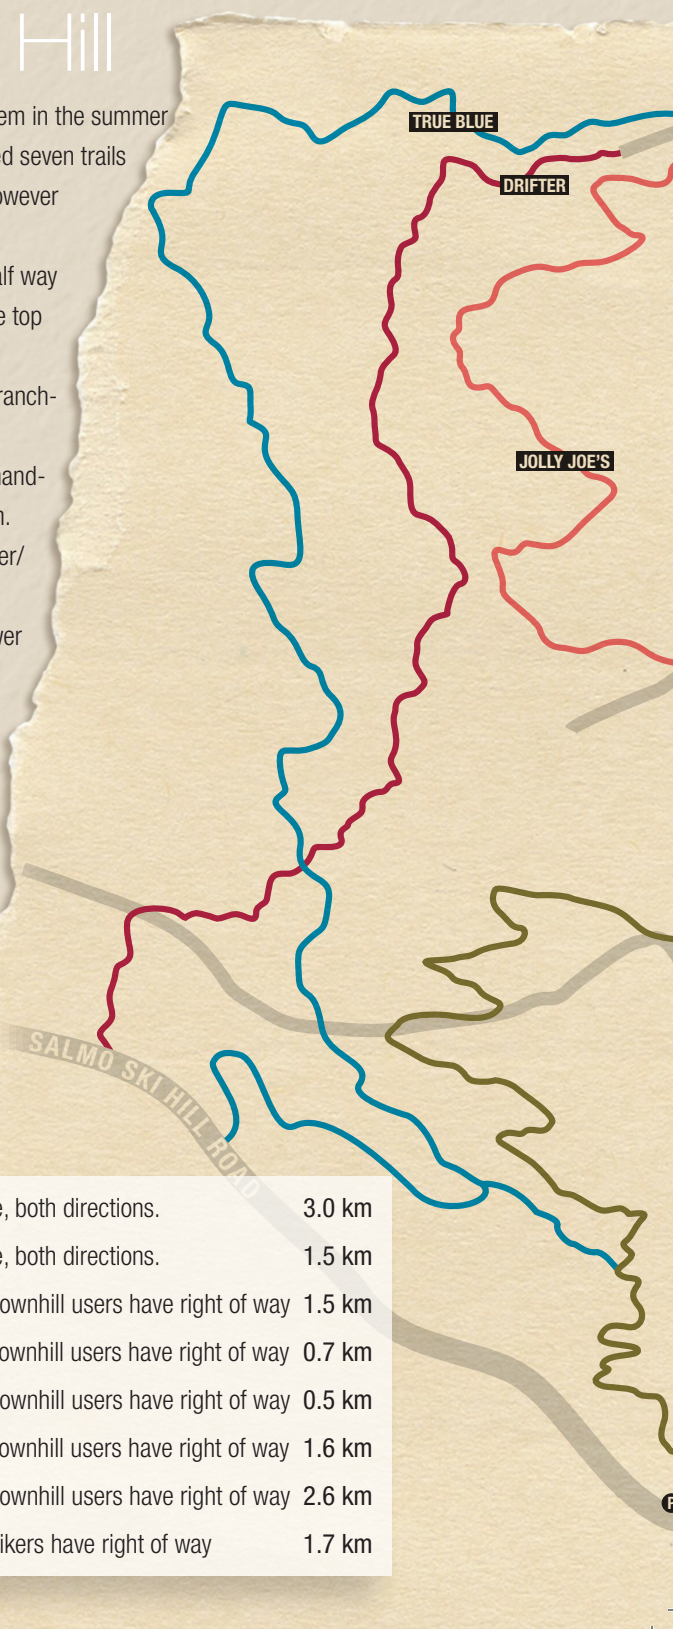 Hill
em in the summer
ed seven trails
owever
alf way
e top
ranch-
hand-
n.
er/
wer
TRUE BLUE
DRIFTER
JOLLY JOE'S
SALMO SKI HILL ROAD
e, both directions. 3.0 km
e, both directions. 1.5 km
ownhill users have right of way 1.5 km
ownhill users have right of way 0.7 km
ownhill users have right of way 0.5 km
ownhill users have right of way 1.6 km
ownhill users have right of way 2.6 km
ikers have right of way 1.7 km
P